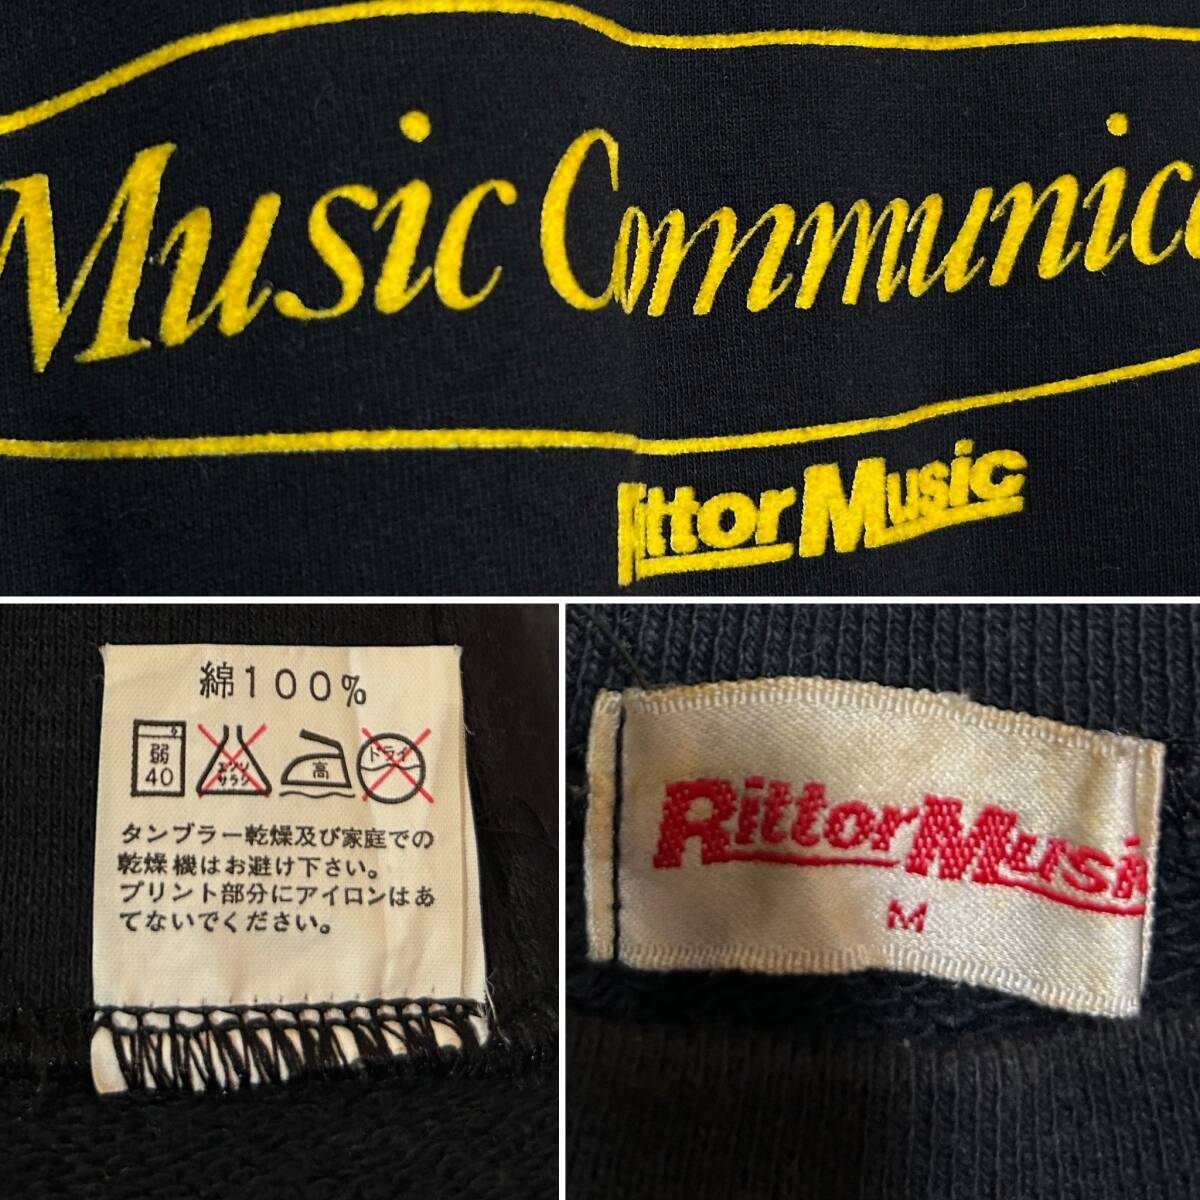 Music Communic
Rittor Music
綿100%
弱
40
エンソ
サラシ
高
ドライ
タンブラー乾燥及び家庭での
乾燥機はお避け下さい。
プリント部分にアイロンはあ
てないでください。
RittorMusic
M